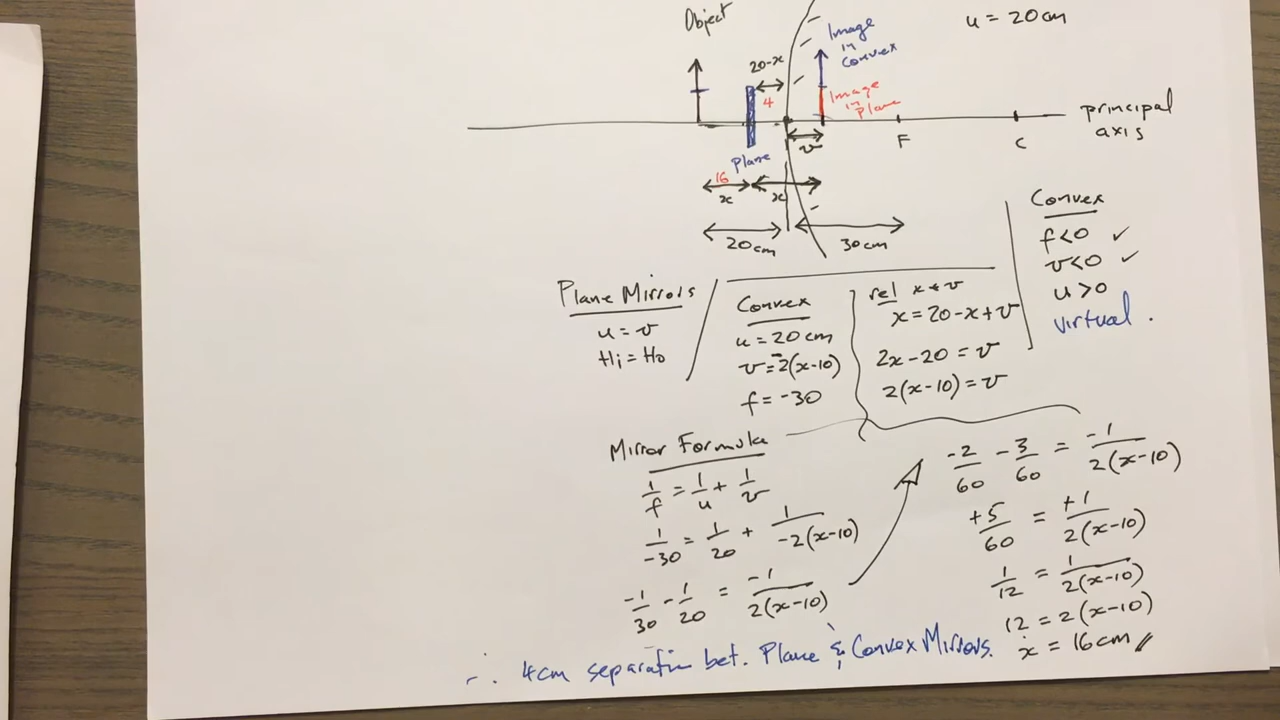 Object
Image
in
Convex
u = 20cm
20-x
4
Image
in
Plane
principal
axis
v
F
C
Plane
16
x
x
20cm
30cm
Convex
f<0 ✓
v<0 ✓
u>0
virtual.
Plane Mirrors
u = v
Hi = Ho
Convex
u = 20cm
v = -2(x-10)
f = -30
rel x & v
x = 20-x+v
2x-20 = v
2(x-10) = v
Mirror Formula
1/f = 1/u + 1/v
1/-30 = 1/20 + 1/-2(x-10)
-1/30 - 1/20 = -1/2(x-10)
-2/60 - 3/60 = -1/2(x-10)
+5/60 = +1/2(x-10)
1/12 = 1/2(x-10)
12 = 2(x-10)
x = 16cm //
∴ 4cm separation bet. Plane & Convex Mirrors.